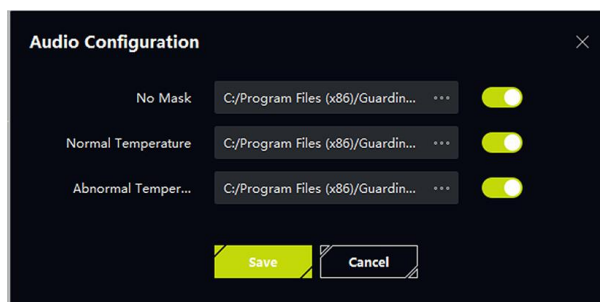 Audio Configuration
No Mask C:/Program Files (x86)/Guardin... ...
Normal Temperature C:/Program Files (x86)/Guardin... ...
Abnormal Temper... C:/Program Files (x86)/Guardin... ...
Save Cancel